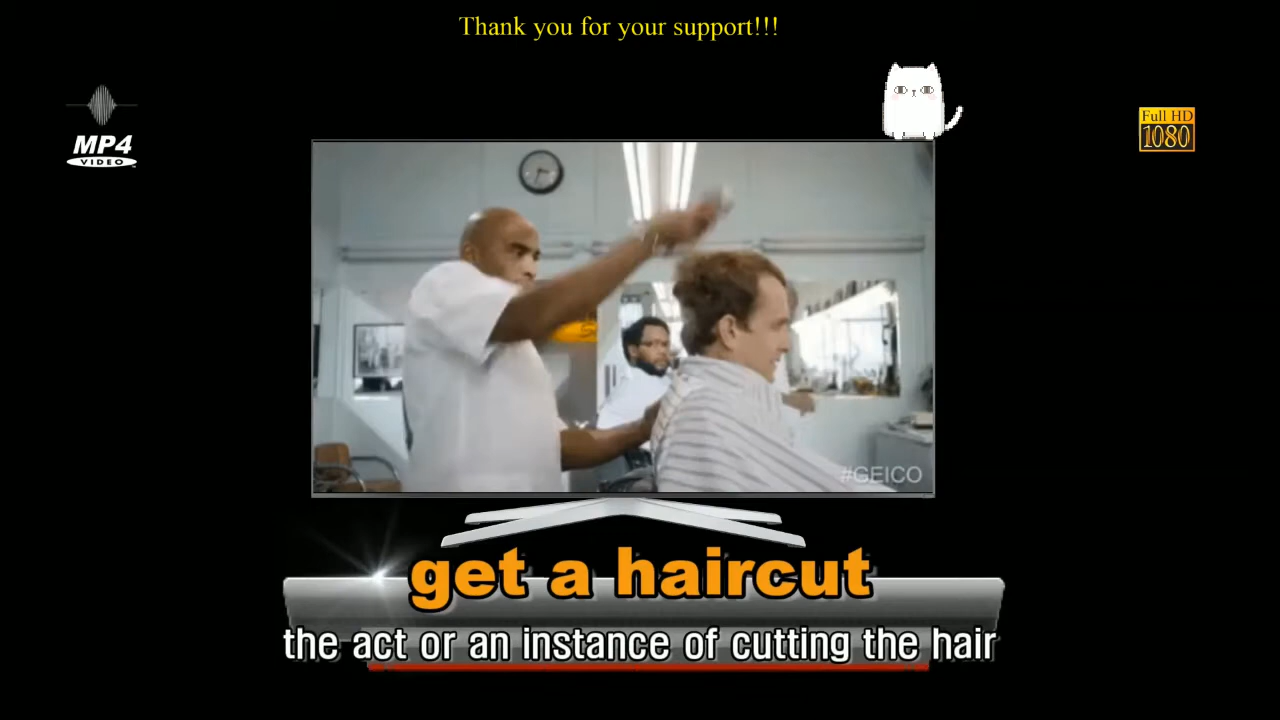 Thank you for your support!!!
MP4
VIDEO
Full HD
1080
#GEICO
get a haircut
the act or an instance of cutting the hair